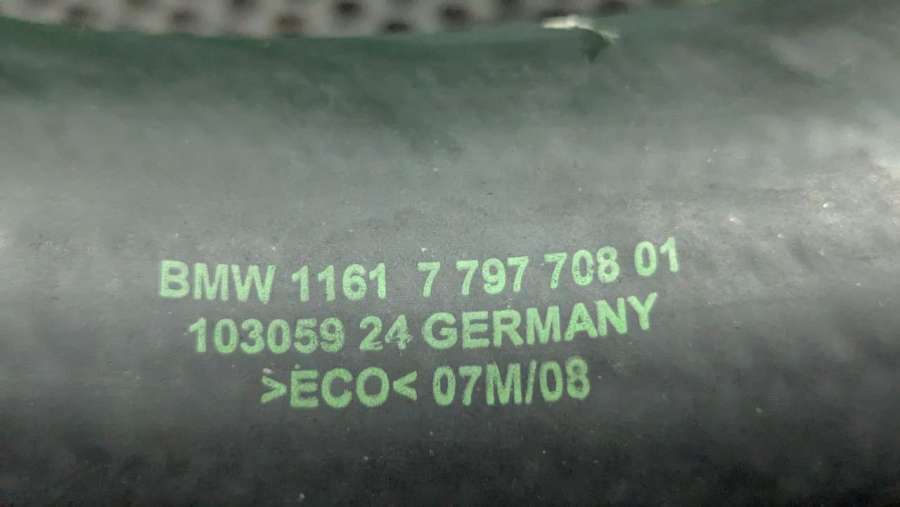 BMW 1161 7 797 708 01
103059 24 GERMANY
>ECO< 07M/08